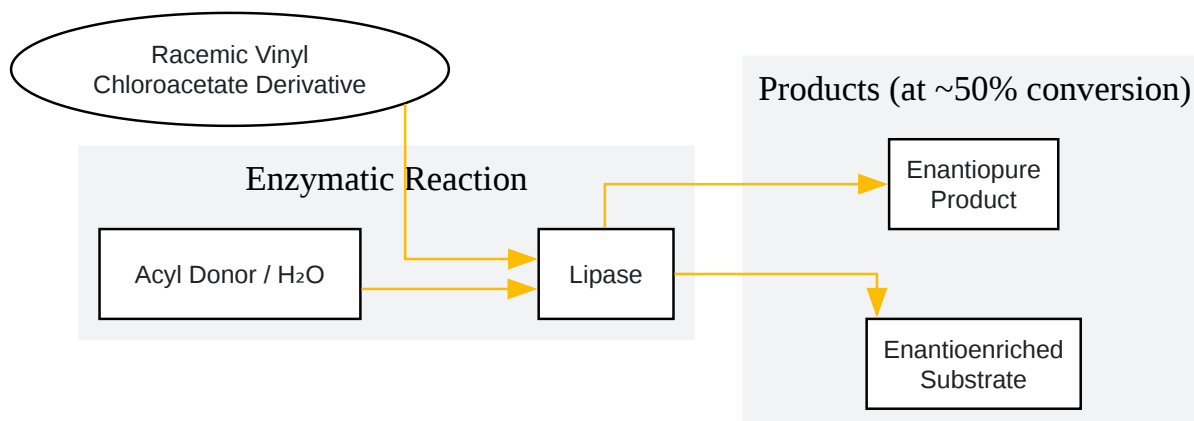 Racemic Vinyl
Chloroacetate Derivative
Enzymatic Reaction
Acyl Donor / H₂O
Lipase
Products (at ~50% conversion)
Enantiopure
Product
Enantioenriched
Substrate